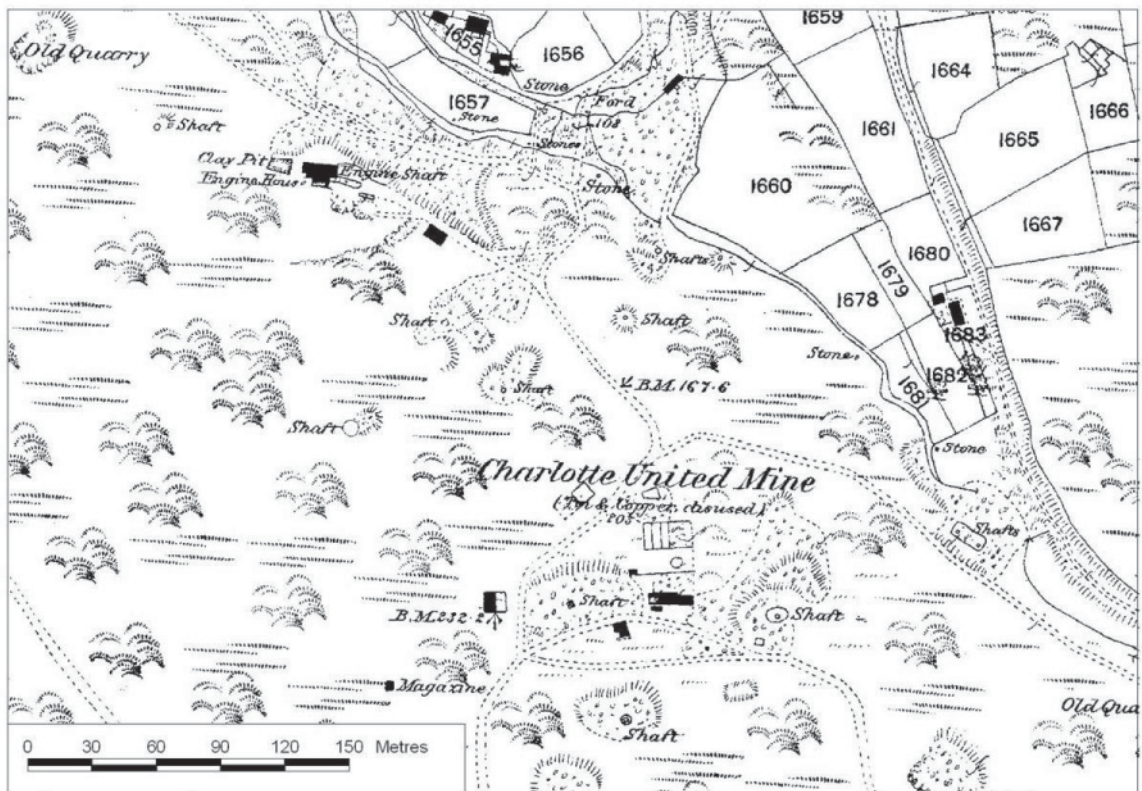 Old Quarry
1655
1656
1659
1664
1666
Stone
1657
Stone
Ford
108
1661
1665
Shaft
Stones
Clay Pit
Engine Shaft
Engine House
Stone
1660
1667
Shafts
1680
1679
1678
Shaft
Shaft
1683
Stone
1682
168
Shaft
B.M.167.6
Shaft
Charlotte United Mine
(Tin & Copper, disused)
205
Stone
Shafts
Shaft
Shaft
B.M.232.2
Magazine
Old Qua
Shaft
0 30 60 90 120 150 Metres